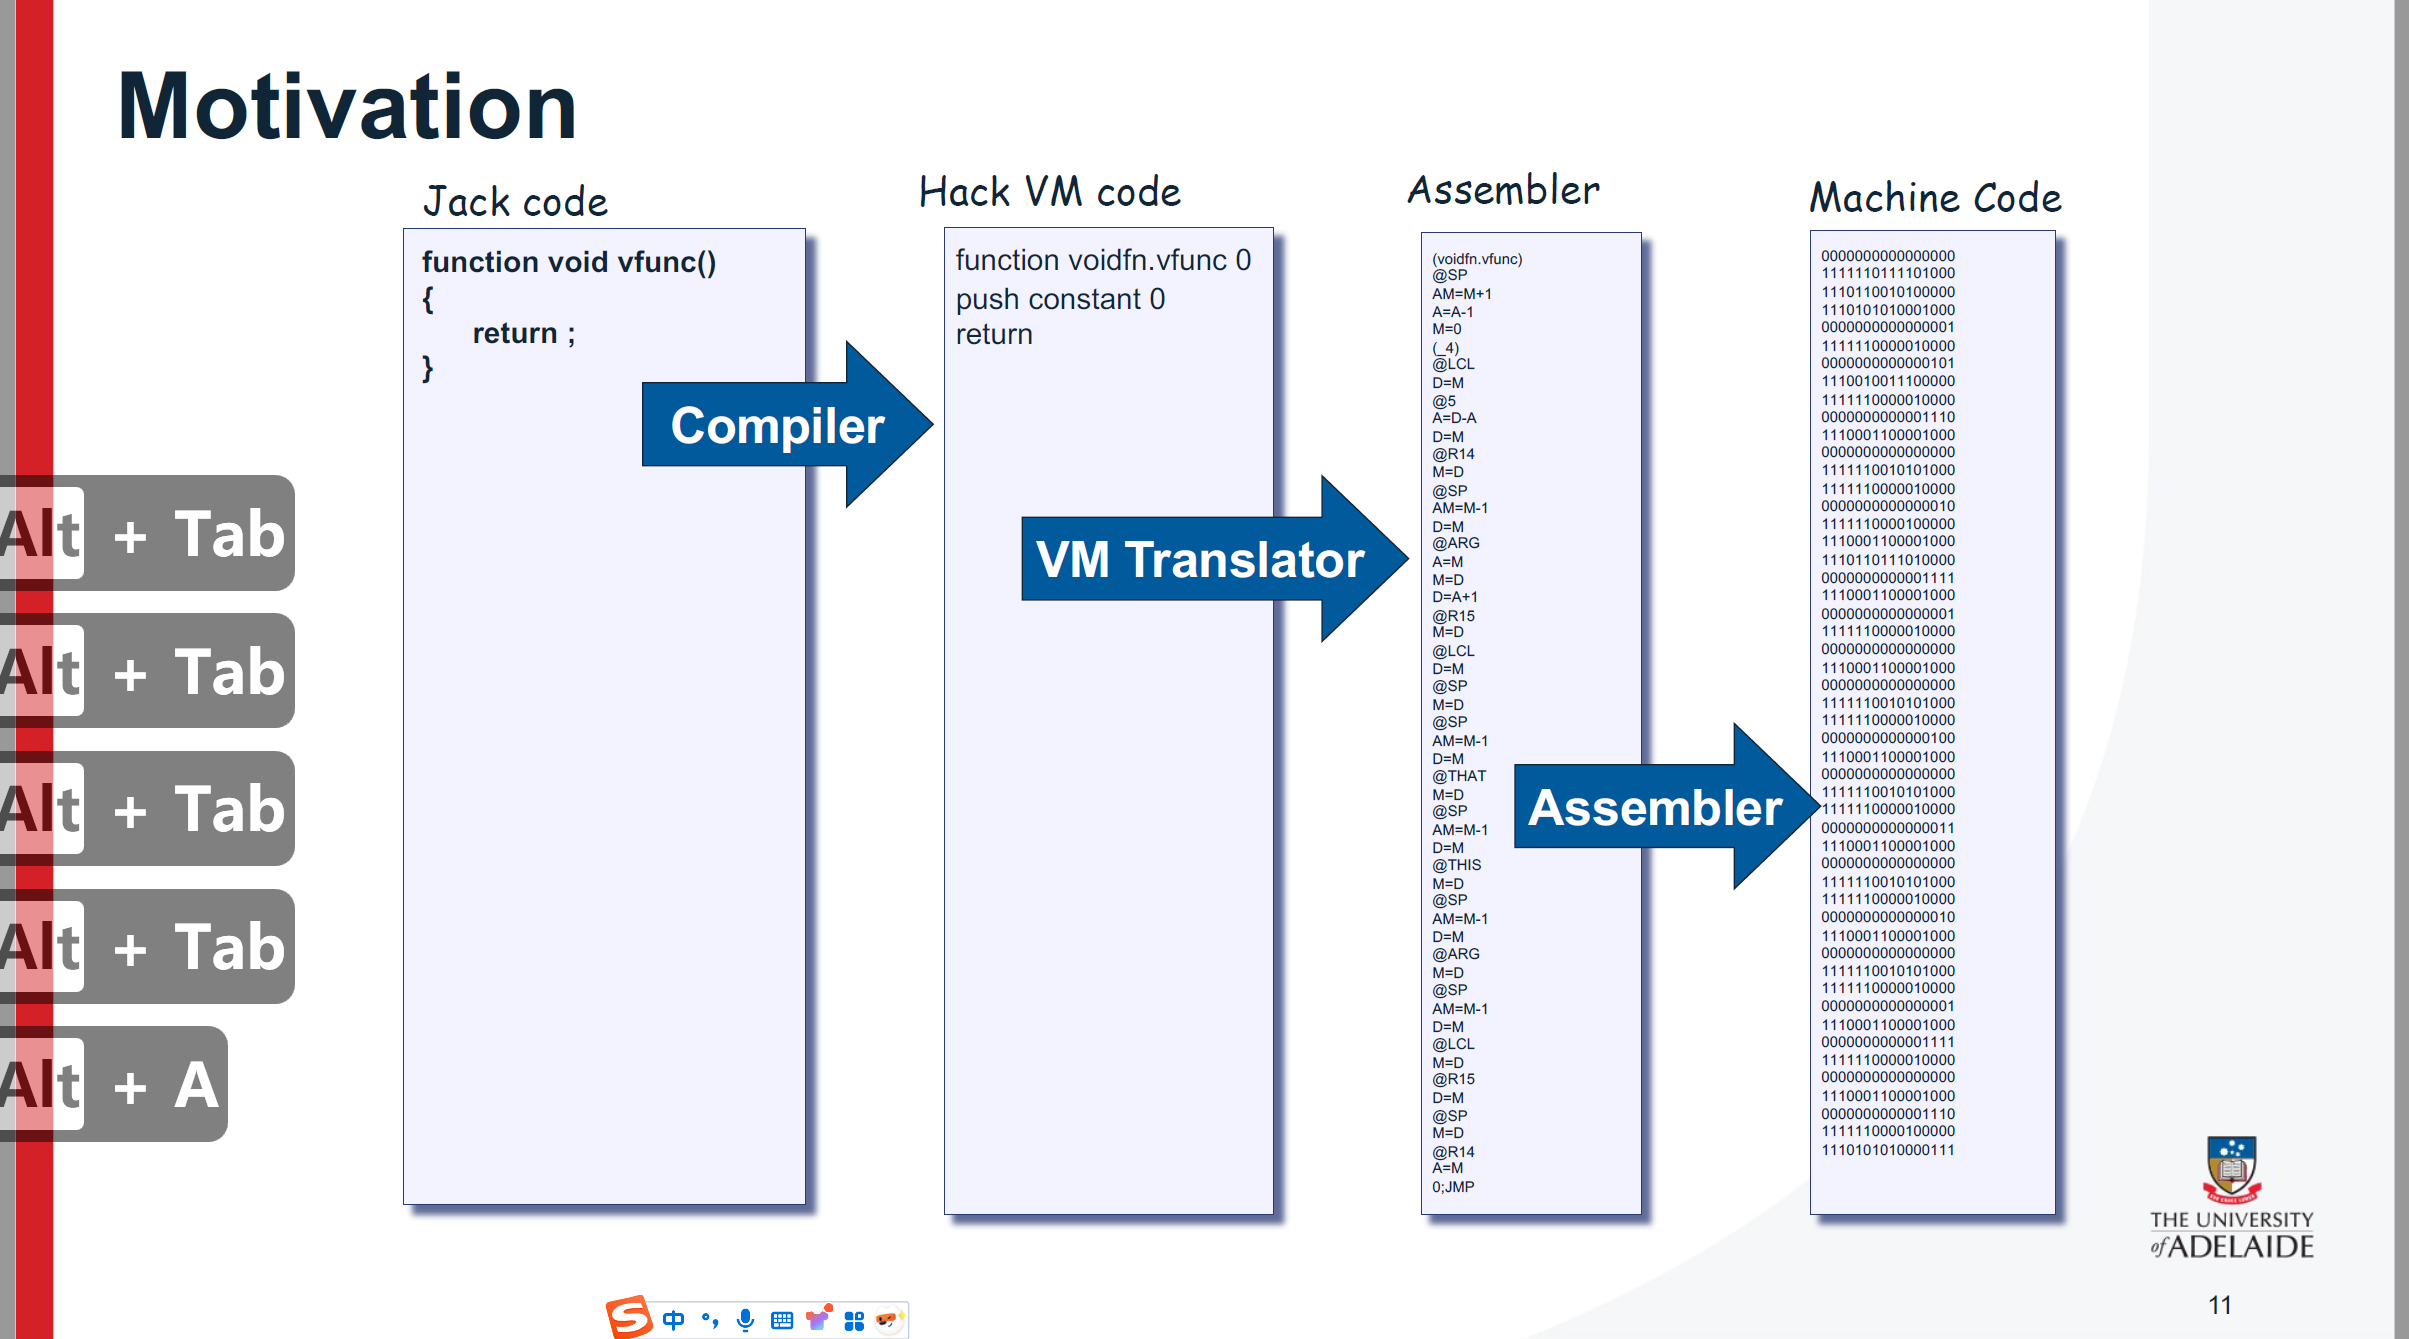 Motivation
Jack code
function void vfunc()
{
return ;
}
Compiler
Hack VM code
function voidfn.vfunc 0
push constant 0
return
VM Translator
Assembler
(voidfn.vfunc)
@SP
AM=M+1
A=A-1
M=0
(_4)
@LCL
D=M
@5
A=D-A
D=M
@R14
M=D
@SP
AM=M-1
D=M
@ARG
A=M
M=D
D=A+1
@R15
M=D
@LCL
D=M
@SP
M=D
@SP
AM=M-1
D=M
@THAT
M=D
@SP
AM=M-1
D=M
@THIS
M=D
@SP
AM=M-1
D=M
@ARG
M=D
@SP
AM=M-1
D=M
@LCL
M=D
@R15
D=M
@SP
M=D
@R14
A=M
0;JMP
Assembler
Machine Code
0000000000000000
1111110111101000
1110110010100000
1110101010001000
0000000000000001
1111110000010000
0000000000000101
1110010011100000
1111110000010000
0000000000001110
1110001100001000
0000000000000000
1111110010101000
1111110000010000
0000000000000010
1111110000100000
1110001100001000
1110110111010000
0000000000001111
1110001100001000
0000000000000001
1111110000010000
0000000000000000
1110001100001000
0000000000000000
1111110010101000
1111110000010000
0000000000000100
1110001100001000
0000000000000000
1111110010101000
1111110000010000
0000000000000011
1110001100001000
0000000000000000
1111110010101000
1111110000010000
0000000000000010
1110001100001000
0000000000000000
1111110010101000
1111110000010000
0000000000000001
1110001100001000
0000000000001111
1111110000010000
0000000000000000
1110001100001000
0000000000001110
1111110000100000
1110101010000111
Alt + Tab
Alt + Tab
Alt + Tab
Alt + Tab
Alt + A
THE UNIVERSITY
of ADELAIDE
11
S 中